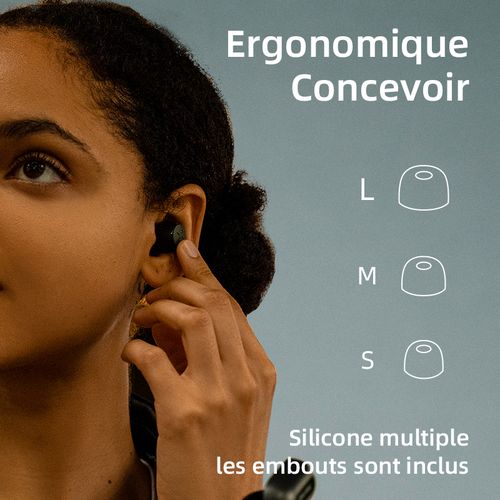 Ergonomique
Concevoir
L
M
S
Silicone multiple
les embouts sont inclus